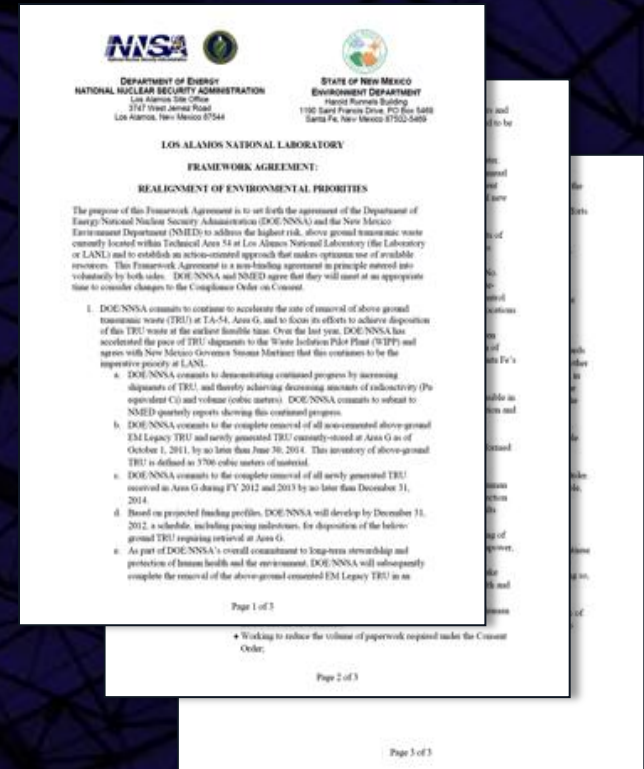 NNSA
DEPARTMENT OF ENERGY
NATIONAL NUCLEAR SECURITY ADMINISTRATION
Los Alamos Site Office
3747 West Jemez Road
Los Alamos, New Mexico 87544
STATE OF NEW MEXICO
ENVIRONMENT DEPARTMENT
Harold Runnels Building
1190 Saint Francis Drive, PO Box 5469
Santa Fe, New Mexico 87502-5469
LOS ALAMOS NATIONAL LABORATORY
FRAMEWORK AGREEMENT:
REALIGNMENT OF ENVIRONMENTAL PRIORITIES
The purpose of this Framework Agreement is to set forth the agreement of the Department of
Energy/National Nuclear Security Administration (DOE/NNSA) and the New Mexico
Environment Department (NMED) to address the highest risk, above ground transuranic waste
currently located within Technical Area 54 at Los Alamos National Laboratory (the Laboratory
or LANL) and to establish an action-oriented approach that makes optimum use of available
resources. This Framework Agreement is a non-binding agreement in principle entered into
voluntarily by both sides. DOE/NNSA and NMED agree that they will meet at an appropriate
time to consider changes to the Compliance Order on Consent.
1. DOE/NNSA commits to continue to accelerate the rate of removal of above ground
transuranic waste (TRU) at TA-54, Area G, and to focus its efforts to achieve disposition
of this TRU waste at the earliest feasible time. Over the last year, DOE/NNSA has
accelerated the pace of TRU shipments to the Waste Isolation Pilot Plant (WIPP) and
agrees with New Mexico Governor Susana Martinez that this continues to be the
imperative priority at LANL.
a. DOE/NNSA commits to demonstrating continued progress by increasing
shipments of TRU, and thereby achieving decreasing amounts of radioactivity (Pu
equivalent Ci) and volume (cubic meters). DOE/NNSA commits to submit to
NMED quarterly reports showing this continued progress.
b. DOE/NNSA commits to the complete removal of all non-cemented above-ground
EM Legacy TRU and newly generated TRU currently-stored at Area G as of
October 1, 2011, by no later than June 30, 2014. This inventory of above-ground
TRU is defined as 3706 cubic meters of material.
c. DOE/NNSA commits to the complete removal of all newly generated TRU
received in Area G during FY 2012 and 2013 by no later than December 31,
2014.
d. Based on projected funding profiles, DOE/NNSA will develop by December 31,
2012, a schedule, including pacing milestones, for disposition of the below-
ground TRU requiring retrieval at Area G.
e. As part of DOE/NNSA's overall commitment to long-term stewardship and
protection of human health and the environment, DOE/NNSA will subsequently
complete the removal of the above-ground cemented EM Legacy TRU in an
Page 1 of 3
♦ Working to reduce the volume of paperwork required under the Consent
Order;
Page 2 of 3
Page 3 of 3